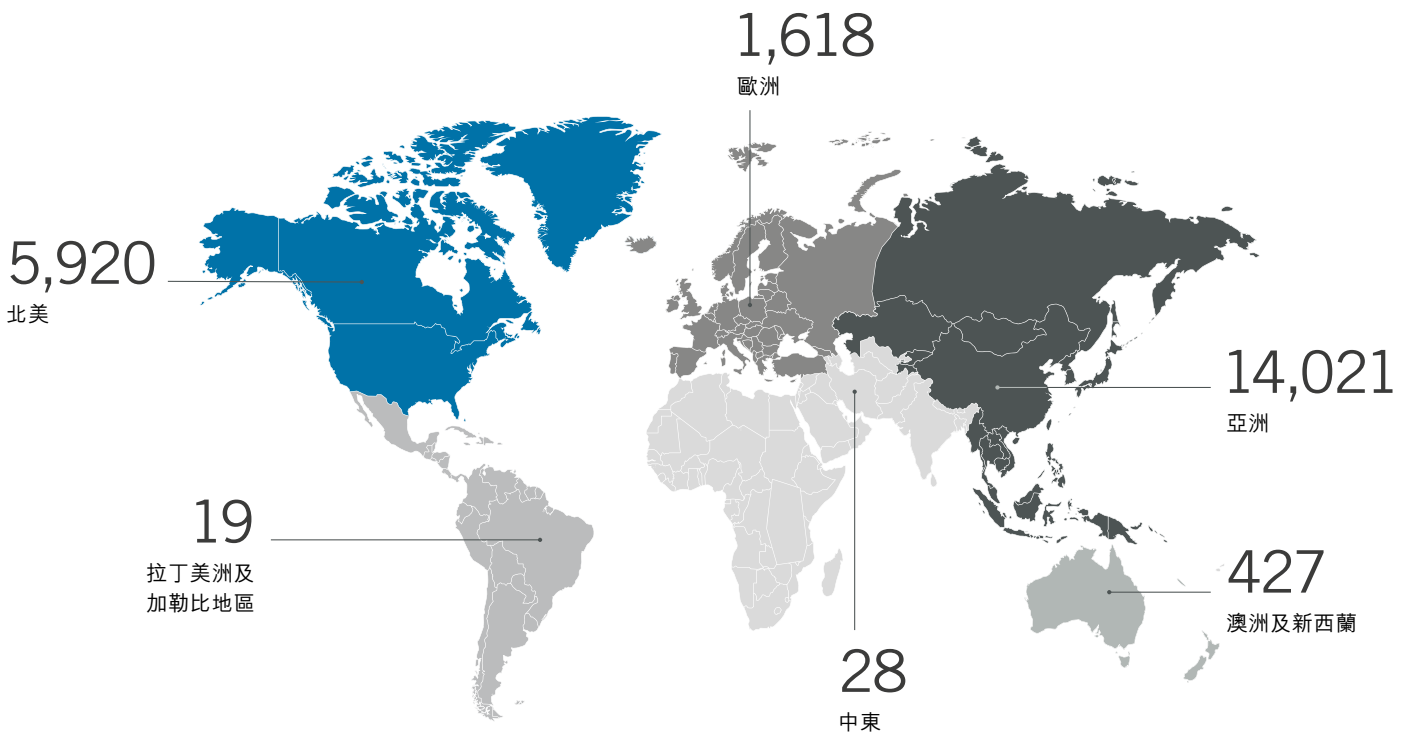 1,618
歐洲
5,920
北美
14,021
亞洲
19
拉丁美洲及
加勒比地區
427
澳洲及新西蘭
28
中東